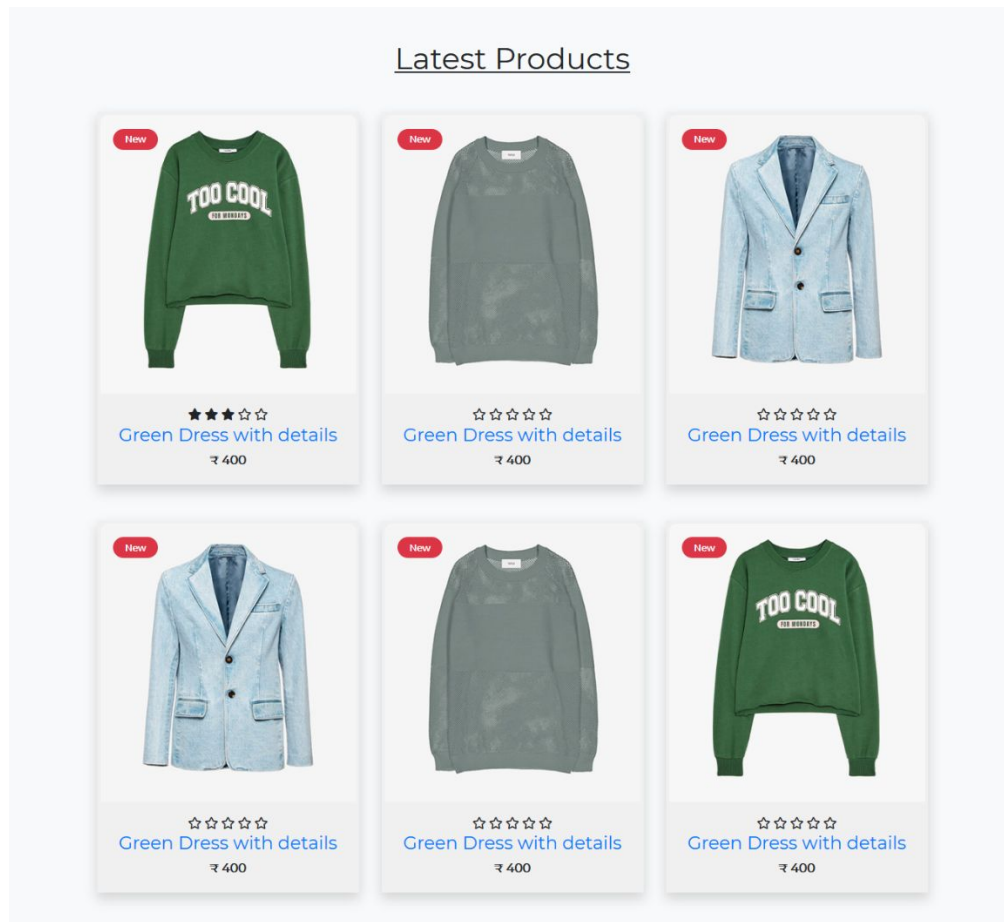 Latest Products
New
TOO COOL
FOR MONDAYS
Green Dress with details
₹ 400
New
Green Dress with details
₹ 400
New
Green Dress with details
₹ 400
New
Green Dress with details
₹ 400
New
Green Dress with details
₹ 400
New
TOO COOL
FOR MONDAYS
Green Dress with details
₹ 400